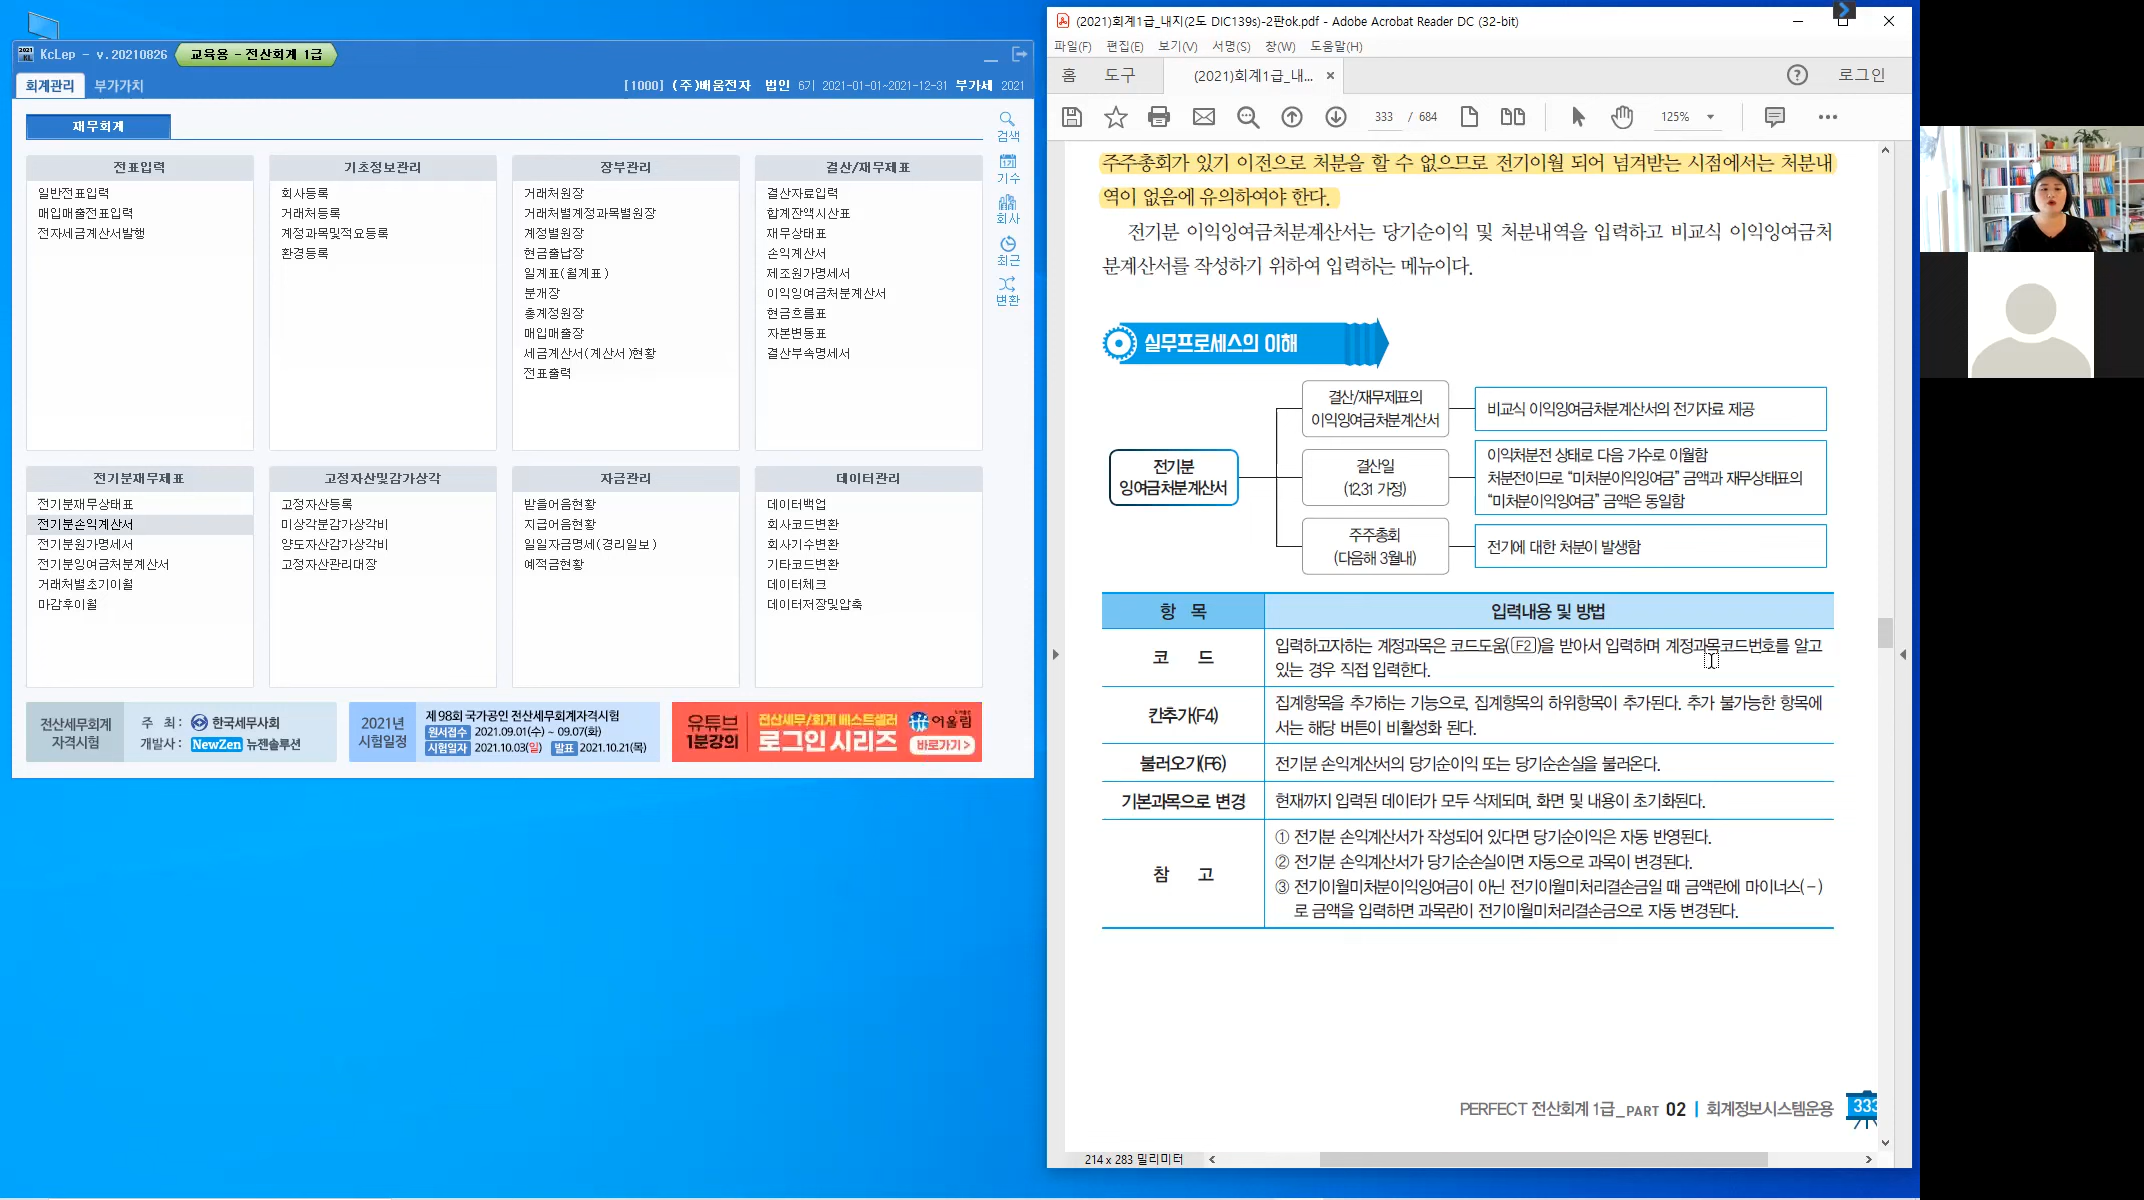 KcLep - v.20210826
교육용 - 전산회계 1급
회계관리
부가가치
[1000] (주)배움전자 법인 6기 2021-01-01~2021-12-31 부가세 2021
재무회계
전표입력
일반전표입력
매입매출전표입력
전자세금계산서발행
기초정보관리
회사등록
거래처등록
계정과목및적요등록
환경등록
장부관리
거래처원장
거래처별계정과목별원장
계정별원장
현금출납장
일계표(월계표)
분개장
총계정원장
매입매출장
세금계산서(계산서)현황
전표출력
결산/재무제표
결산자료입력
합계잔액시산표
재무상태표
손익계산서
제조원가명세서
이익잉여금처분계산서
현금흐름표
자본변동표
결산부속명세서
검색
기수
회사
최근
변환
전기분재무제표
전기분재무상태표
전기분손익계산서
전기분원가명세서
전기분잉여금처분계산서
거래처별초기이월
마감후이월
고정자산및감가상각
고정자산등록
미상각분감가상각비
양도자산감가상각비
고정자산관리대장
자금관리
받을어음현황
지급어음현황
일일자금명세(경리일보)
예적금현황
데이터관리
데이터백업
회사코드변환
회사기수변환
기타코드변환
데이터체크
데이터저장및압축
전산세무회계
자격시험
주 최: 한국세무사회
개발사: NewZen 뉴젠솔루션
2021년
시험일정
제98회 국가공인 전산세무회계자격시험
원서접수 2021.09.01(수) ~ 09.07(화)
시험일자 2021.10.03(일) 발표 2021.10.21(목)
유튜브
1분강의
전산세무/회계 베스트셀러
로그인 시리즈
어울림
바로가기>
(2021)회계1급_내지(2도 DIC139s)-2판ok.pdf - Adobe Acrobat Reader DC (32-bit)
파일(F) 편집(E) 보기(V) 서명(S) 창(W) 도움말(H)
홈 도구 (2021)회계1급_내... × 로그인
333 / 684
125%
주주총회가 있기 이전으로 처분을 할 수 없으므로 전기이월 되어 넘겨받는 시점에서는 처분내
역이 없음에 유의하여야 한다.
전기분 이익잉여금처분계산서는 당기순이익 및 처분내역을 입력하고 비교식 이익잉여금처
분계산서를 작성하기 위하여 입력하는 메뉴이다.
실무프로세스의 이해
전기분
잉여금처분계산서
결산/재무제표의
이익잉여금처분계산서
비교식 이익잉여금처분계산서의 전기자료 제공
결산일
(12.31 가정)
이익처분전 상태로 다음 기수로 이월함
처분전이므로 “미처분이익잉여금” 금액과 재무상태표의
“미처분이익잉여금” 금액은 동일함
주주총회
(다음해 3월내)
전기에 대한 처분이 발생함
항 목
입력내용 및 방법
코 드
입력하고자하는 계정과목은 코드도움(F2)을 받아서 입력하며 계정과목코드번호를 알고
있는 경우 직접 입력한다.
칸추가(F4)
집계항목을 추가하는 기능으로, 집계항목의 하위항목이 추가된다. 추가 불가능한 항목에
서는 해당 버튼이 비활성화 된다.
불러오기(F6)
전기분 손익계산서의 당기순이익 또는 당기순손실을 불러온다.
기본과목으로 변경
현재까지 입력된 데이터가 모두 삭제되며, 화면 및 내용이 초기화된다.
참 고
① 전기분 손익계산서가 작성되어 있다면 당기순이익은 자동 반영된다.
② 전기분 손익계산서가 당기순손실이면 자동으로 과목이 변경된다.
③ 전기이월미처분이익잉여금이 아닌 전기이월미처리결손금일 때 금액란에 마이너스(-)
로 금액을 입력하면 과목란이 전기이월미처리결손금으로 자동 변경된다.
PERFECT 전산회계 1급_PART 02 | 회계정보시스템운용 333
214 x 283 밀리미터